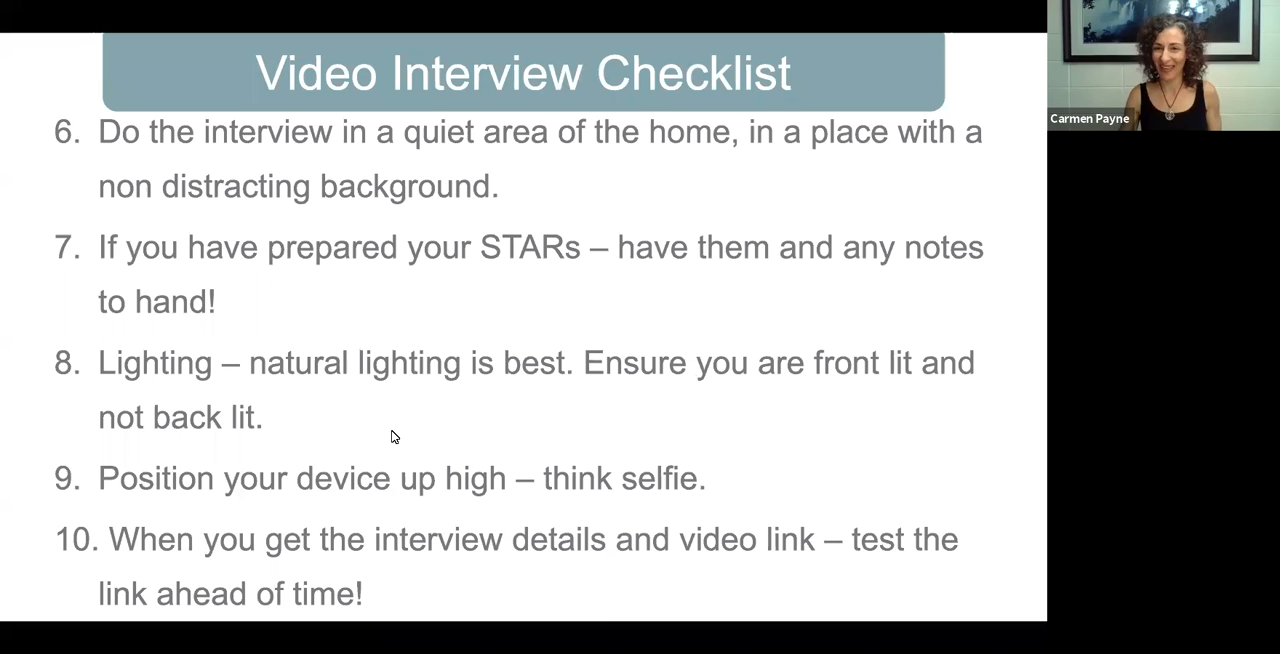 Video Interview Checklist
6. Do the interview in a quiet area of the home, in a place with a
non distracting background.
7. If you have prepared your STARs – have them and any notes
to hand!
8. Lighting – natural lighting is best. Ensure you are front lit and
not back lit.
9. Position your device up high – think selfie.
10. When you get the interview details and video link – test the
link ahead of time!
Carmen Payne